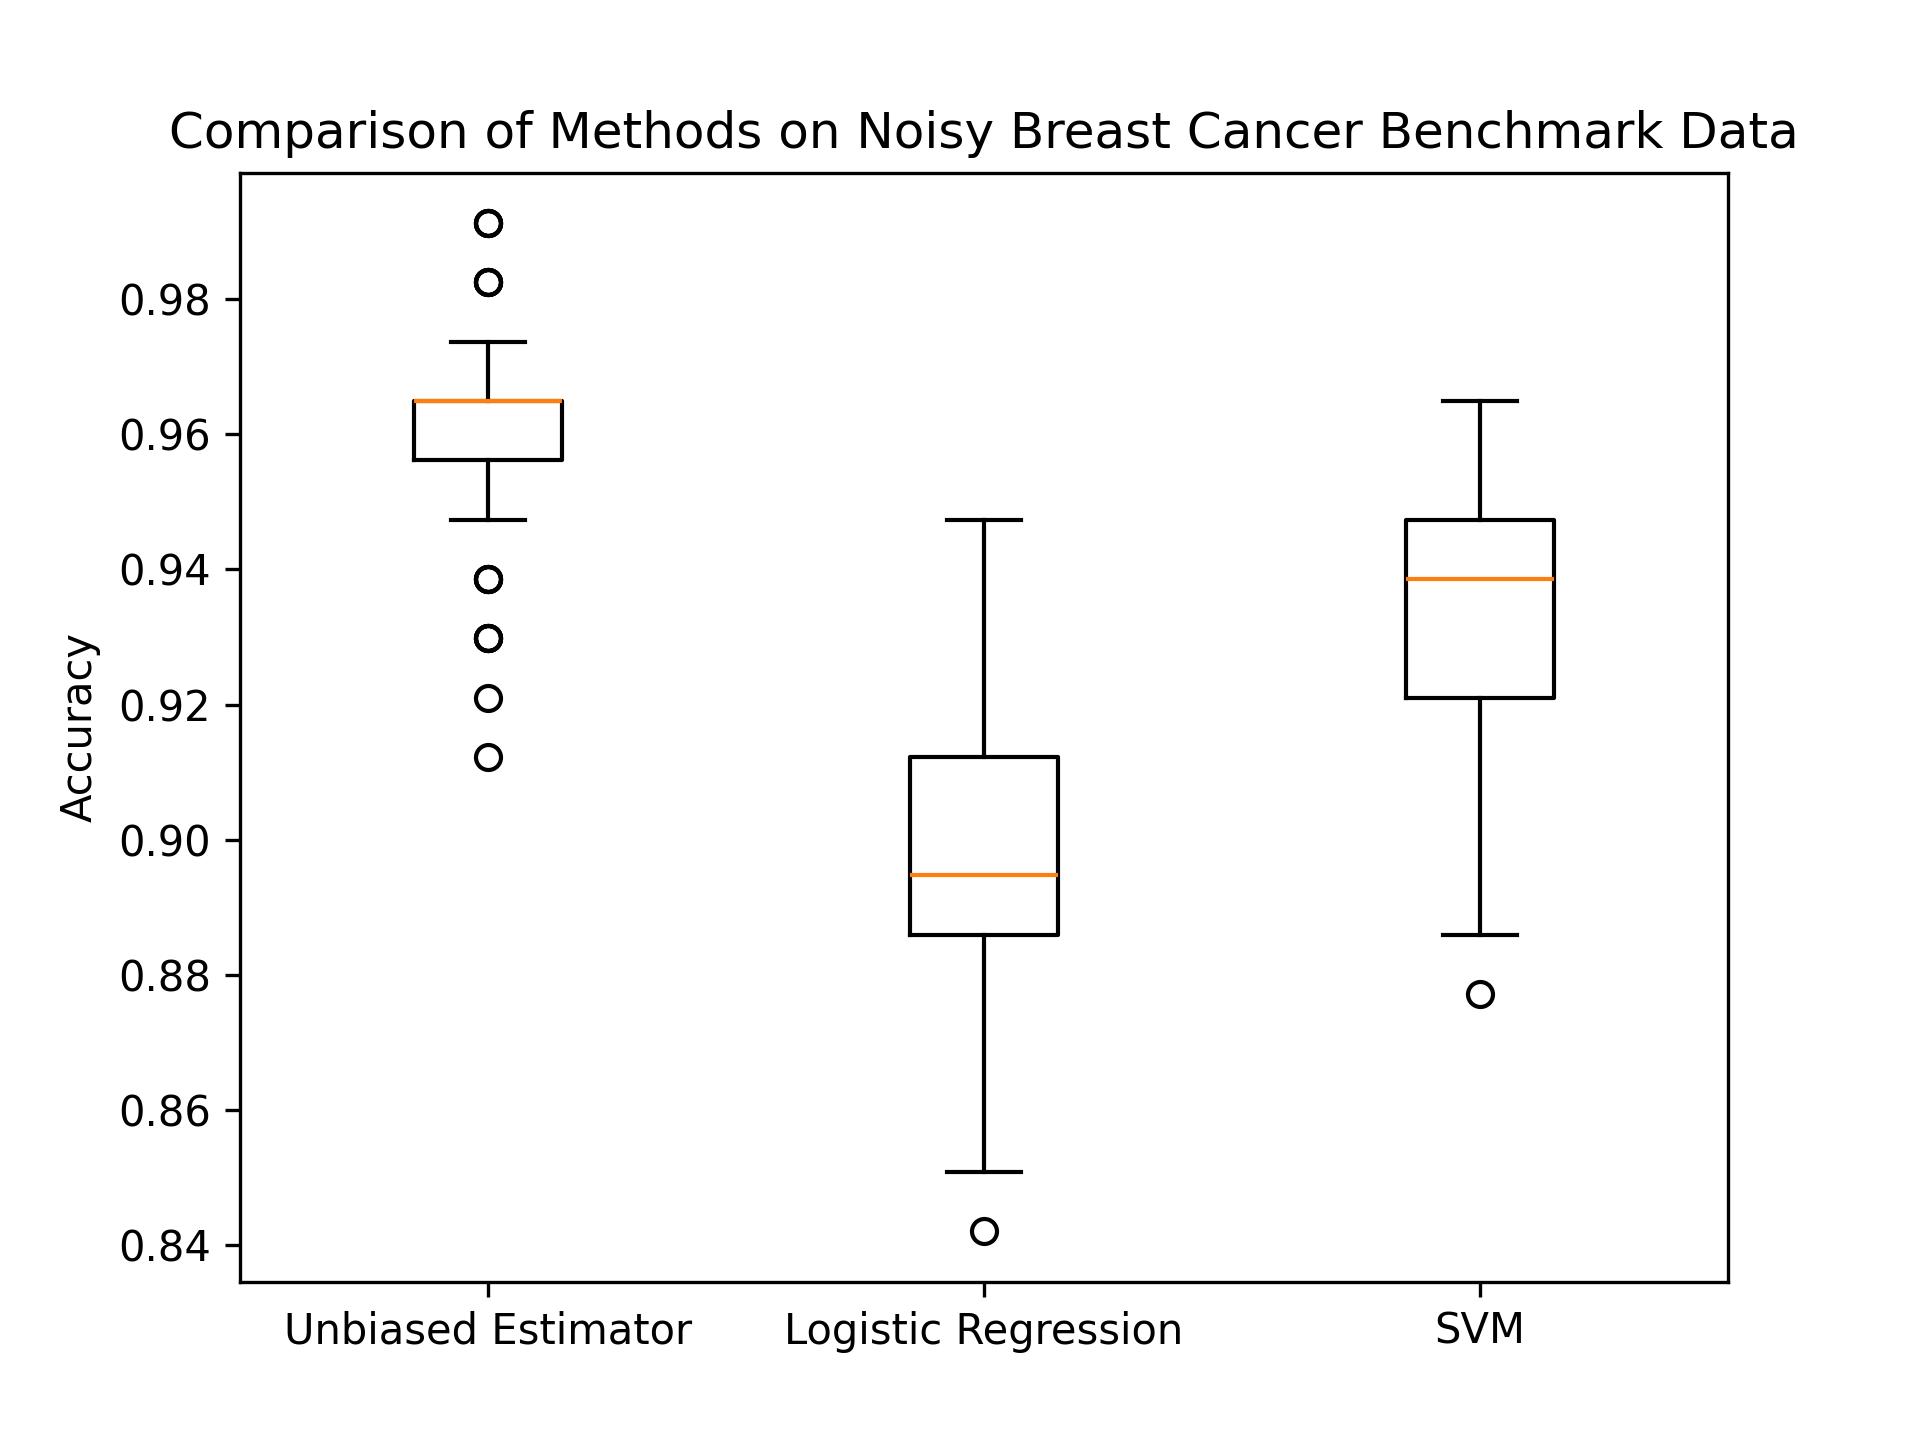 Comparison of Methods on Noisy Breast Cancer Benchmark Data
Accuracy
0.98
0.96
0.94
0.92
0.90
0.88
0.86
0.84
Unbiased Estimator
Logistic Regression
SVM